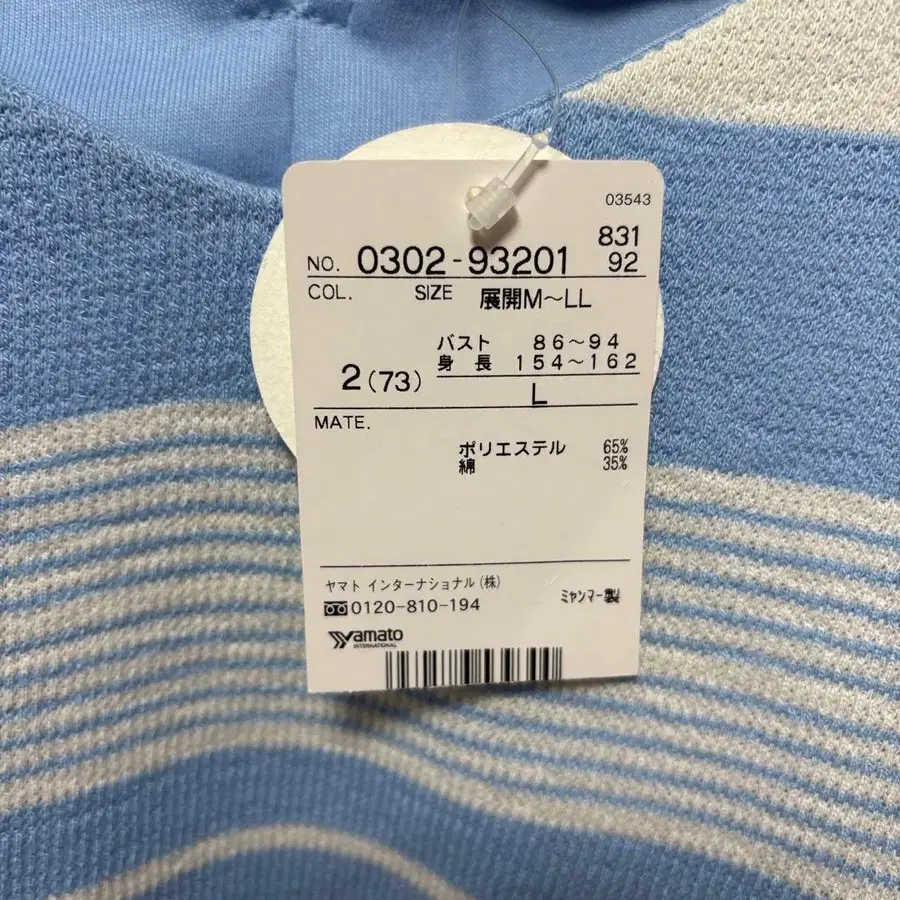 03543
831
NO. 0302-93201 92
COL. SIZE 展開M〜LL
バスト 86〜94
身長 154〜162
2(73)
L
MATE.
ポリエステル 65%
綿 35%
ヤマト インターナショナル(株)
0120-810-194 ミャンマー製
Yamato
INTERNATIONAL